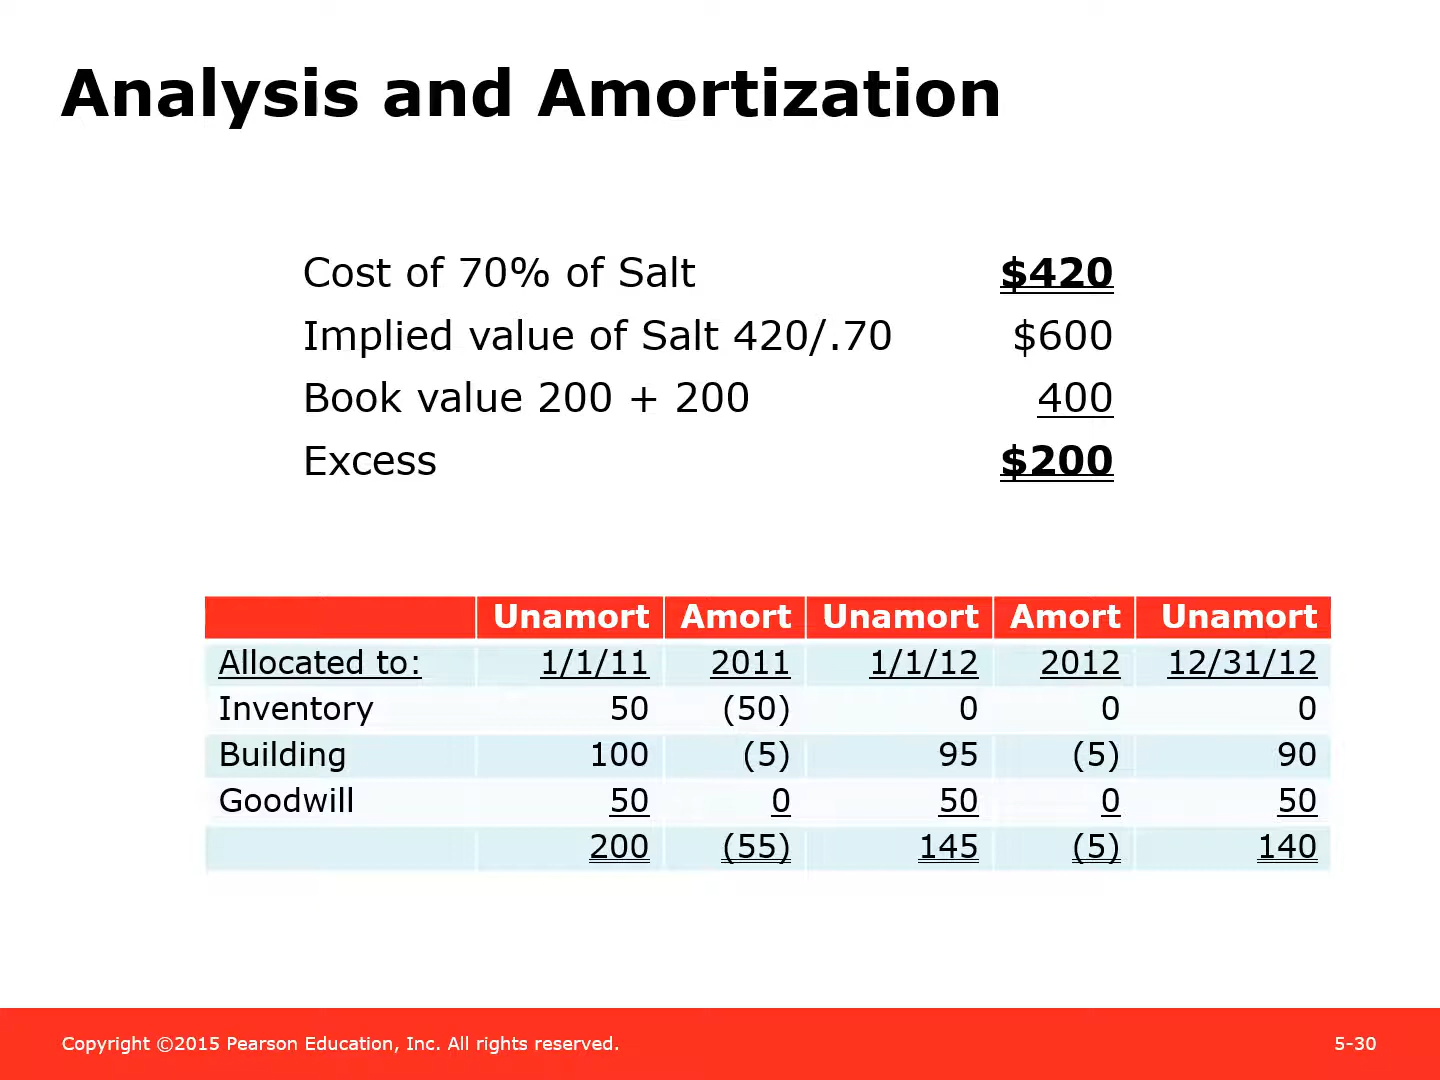 Analysis and Amortization
Cost of 70% of Salt $420
Implied value of Salt 420/.70 $600
Book value 200 + 200 400
Excess $200
Unamort Amort Unamort Amort Unamort
Allocated to: 1/1/11 2011 1/1/12 2012 12/31/12
Inventory 50 (50) 0 0 0
Building 100 (5) 95 (5) 90
Goodwill 50 0 50 0 50
200 (55) 145 (5) 140
Copyright ©2015 Pearson Education, Inc. All rights reserved. 5-30